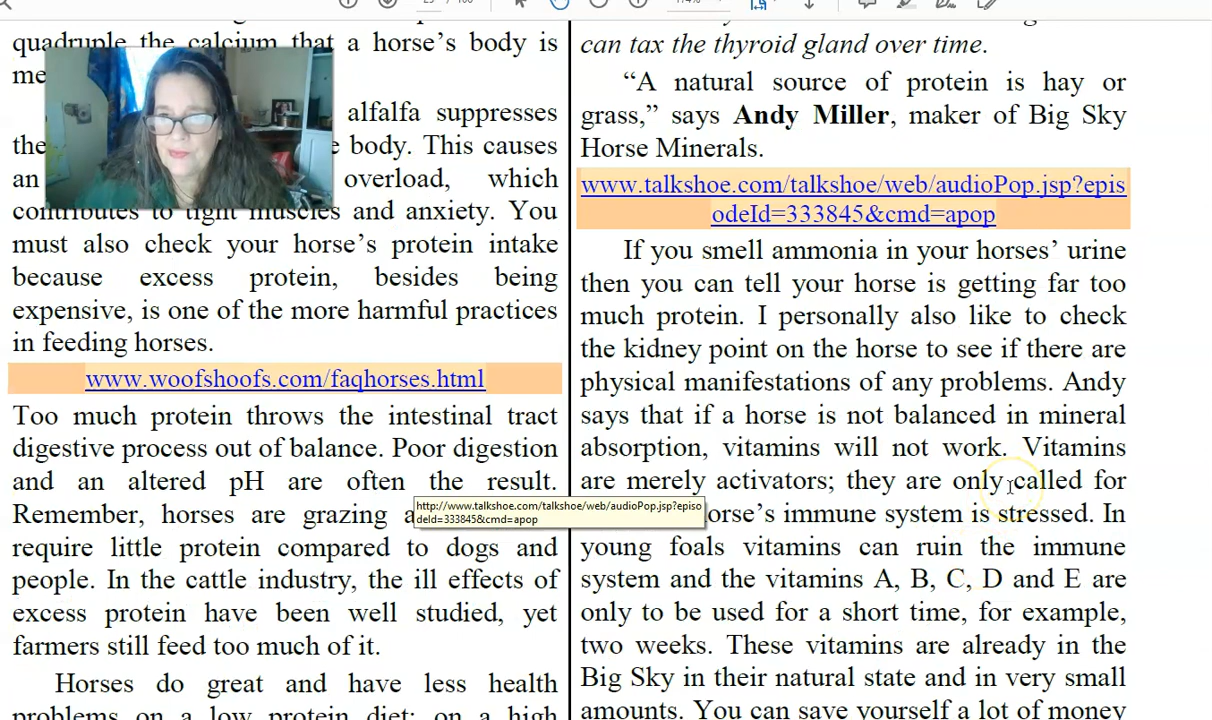 quadruple the calcium that a horse's body is
me
alfalfa suppresses
the body. This causes
an overload, which
contributes to tight muscles and anxiety. You
must also check your horse's protein intake
because excess protein, besides being
expensive, is one of the more harmful practices
in feeding horses.
www.woofshoofs.com/faqhorses.html
Too much protein throws the intestinal tract
digestive process out of balance. Poor digestion
and an altered pH are often the result.
Remember, horses are grazing a
require little protein compared to dogs and
people. In the cattle industry, the ill effects of
excess protein have been well studied, yet
farmers still feed too much of it.
Horses do great and have less health
problems on a low protein diet; on a high
http://www.talkshoe.com/talkshoe/web/audioPop.jsp?episo
deId=333845&cmd=apop
can tax the thyroid gland over time.
"A natural source of protein is hay or
grass," says Andy Miller, maker of Big Sky
Horse Minerals.
www.talkshoe.com/talkshoe/web/audioPop.jsp?epis
odeId=333845&cmd=apop
If you smell ammonia in your horses' urine
then you can tell your horse is getting far too
much protein. I personally also like to check
the kidney point on the horse to see if there are
physical manifestations of any problems. Andy
says that if a horse is not balanced in mineral
absorption, vitamins will not work. Vitamins
are merely activators; they are only called for
orse's immune system is stressed. In
young foals vitamins can ruin the immune
system and the vitamins A, B, C, D and E are
only to be used for a short time, for example,
two weeks. These vitamins are already in the
Big Sky in their natural state and in very small
amounts. You can save yourself a lot of money